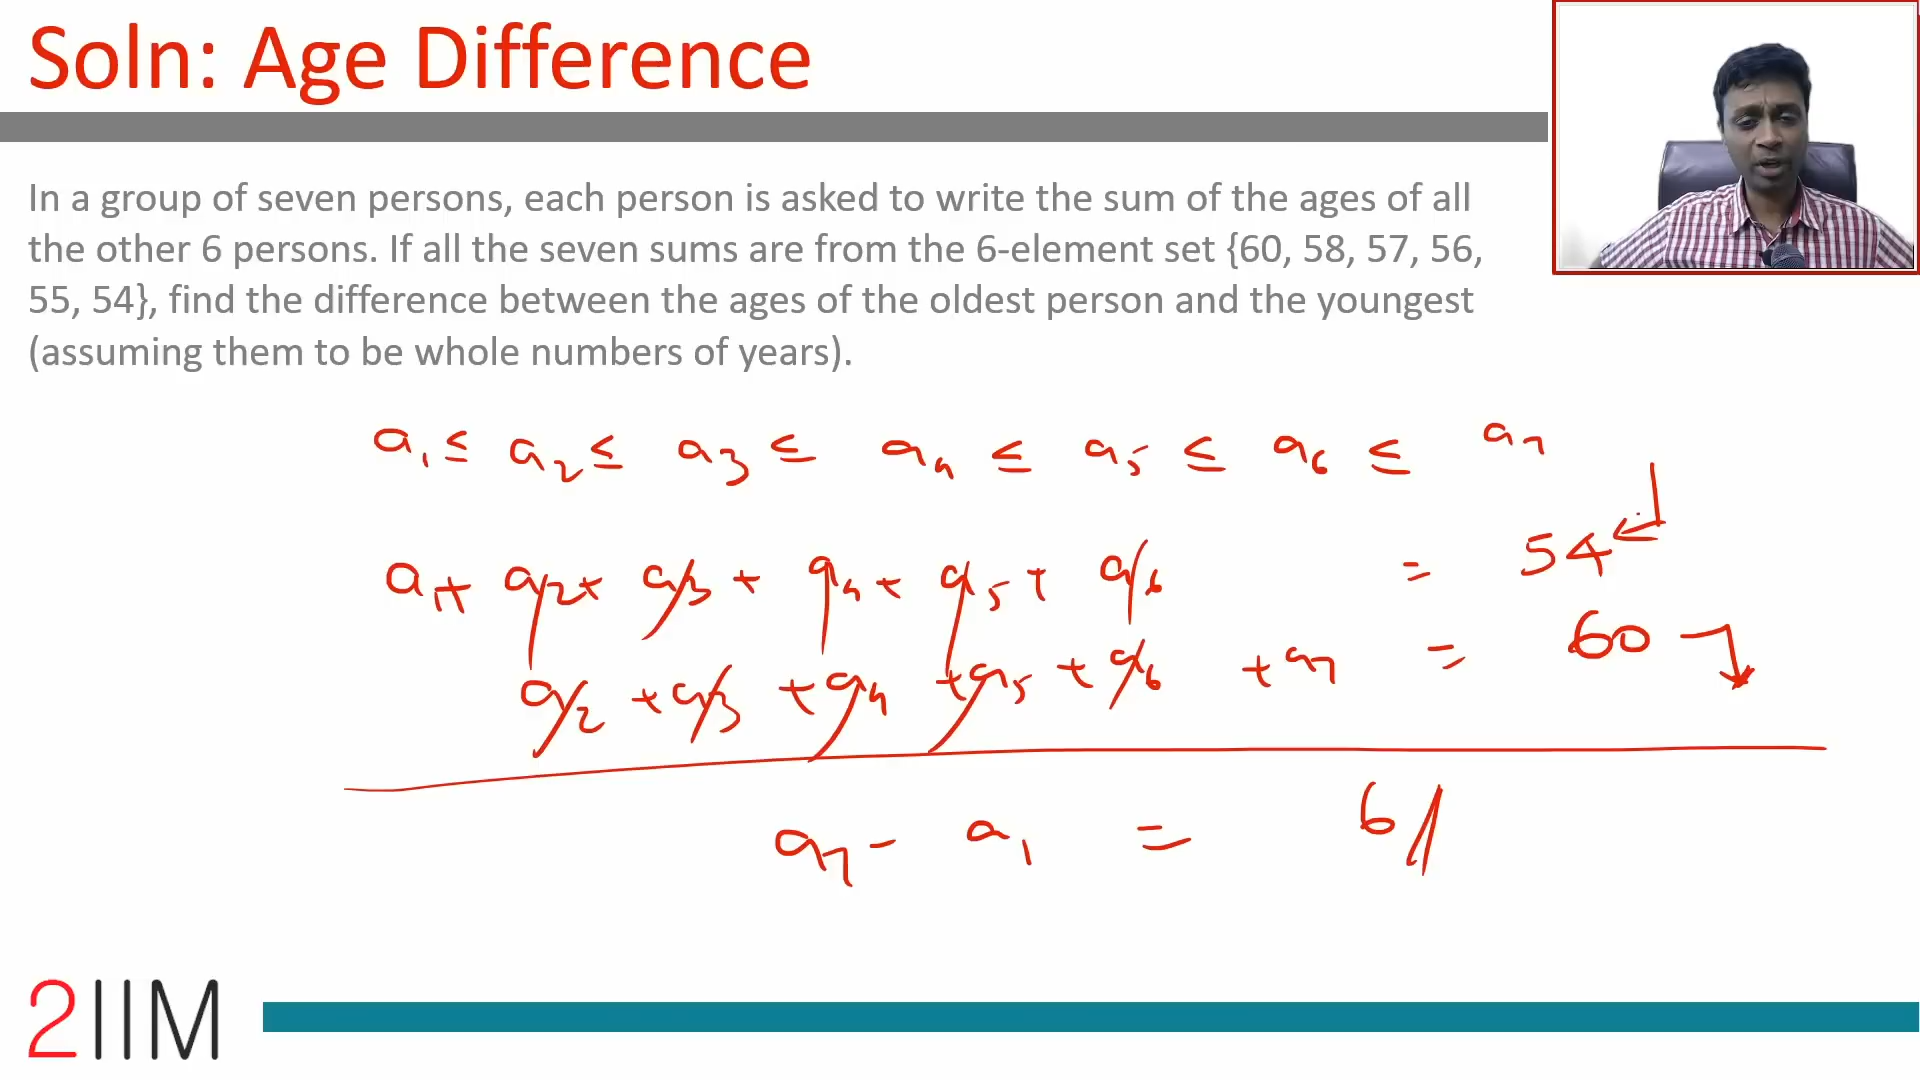 Soln: Age Difference
In a group of seven persons, each person is asked to write the sum of the ages of all
the other 6 persons. If all the seven sums are from the 6-element set {60, 58, 57, 56,
55, 54}, find the difference between the ages of the oldest person and the youngest
(assuming them to be whole numbers of years).
a₁ ≤ a₂ ≤ a₃ ≤ a₄ ≤ a₅ ≤ a₆ ≤ a₇
a₁ + a₂ + a₃ + a₄ + a₅ + a₆ = 54
a₂ + a₃ + a₄ + a₅ + a₆ + a₇ = 60
a₇ - a₁ = 6
2IIM